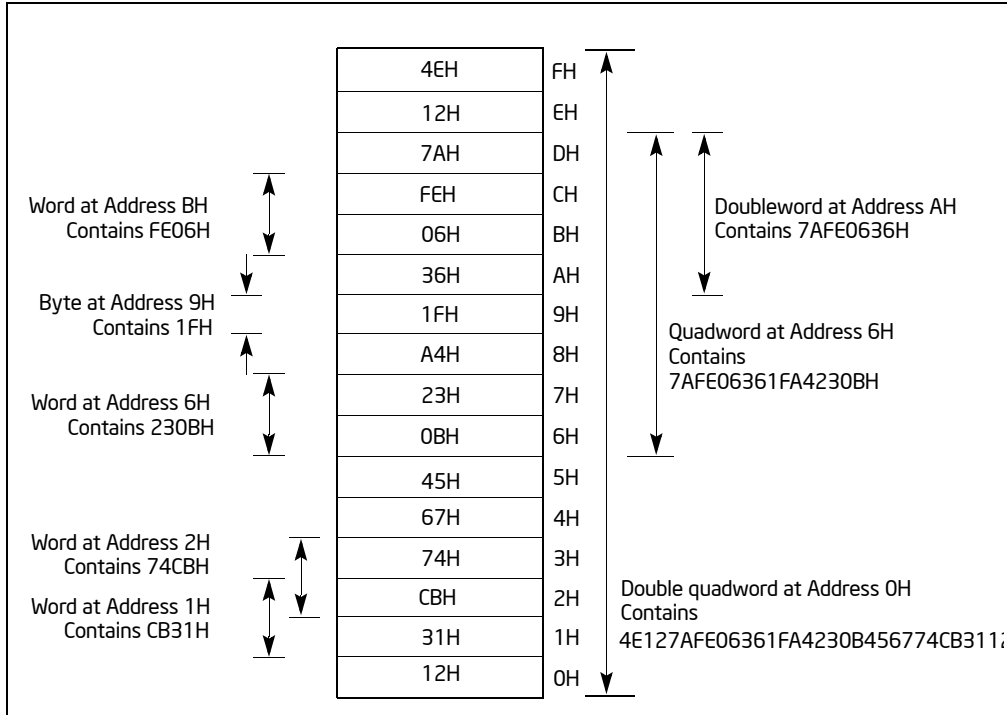 4EH FH
12H EH
7AH DH
FEH CH
06H BH
36H AH
1FH 9H
A4H 8H
23H 7H
0BH 6H
45H 5H
67H 4H
74H 3H
CBH 2H
31H 1H
12H 0H
Word at Address BH
Contains FE06H
Byte at Address 9H
Contains 1FH
Word at Address 6H
Contains 230BH
Word at Address 2H
Contains 74CBH
Word at Address 1H
Contains CB31H
Doubleword at Address AH
Contains 7AFE0636H
Quadword at Address 6H
Contains
7AFE06361FA4230BH
Double quadword at Address 0H
Contains
4E127AFE06361FA4230B456774CB3112